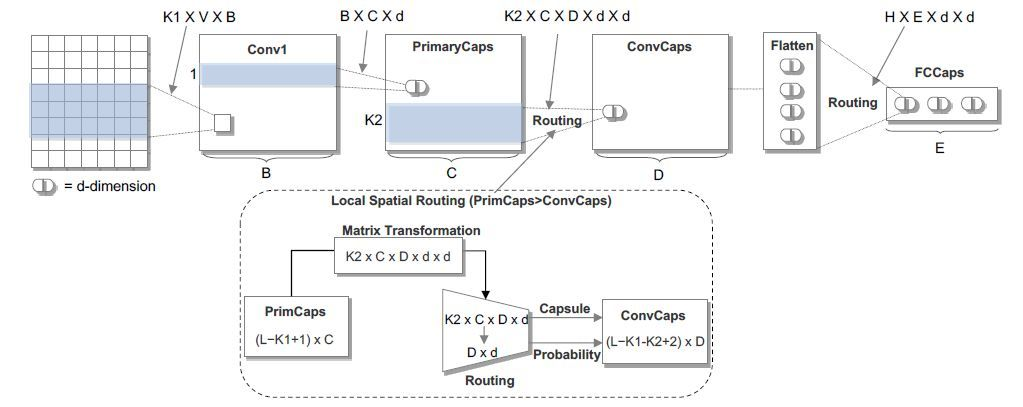 K1 X V X B
B X C X d
K2 X C X D X d X d
H X E X d X d
Conv1
PrimaryCaps
ConvCaps
Flatten
FCCaps
1
K2
Routing
Routing
B
C
D
E
= d-dimension
Local Spatial Routing (PrimCaps>ConvCaps)
Matrix Transformation
K2 x C x D x d x d
PrimCaps
(L−K1+1) x C
K2 x C x D x d
D x d
Routing
Capsule
Probability
ConvCaps
(L−K1-K2+2) x D